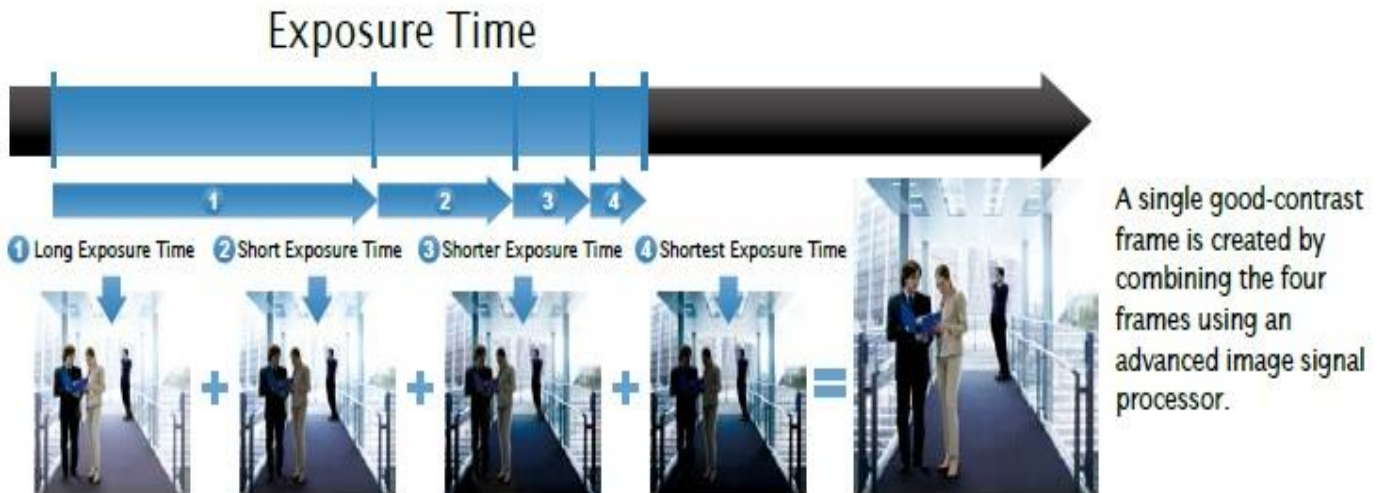 Exposure Time
1
2
3
4
1 Long Exposure Time
2 Short Exposure Time
3 Shorter Exposure Time
4 Shortest Exposure Time
A single good-contrast
frame is created by
combining the four
frames using an
advanced image signal
processor.
+ + + =